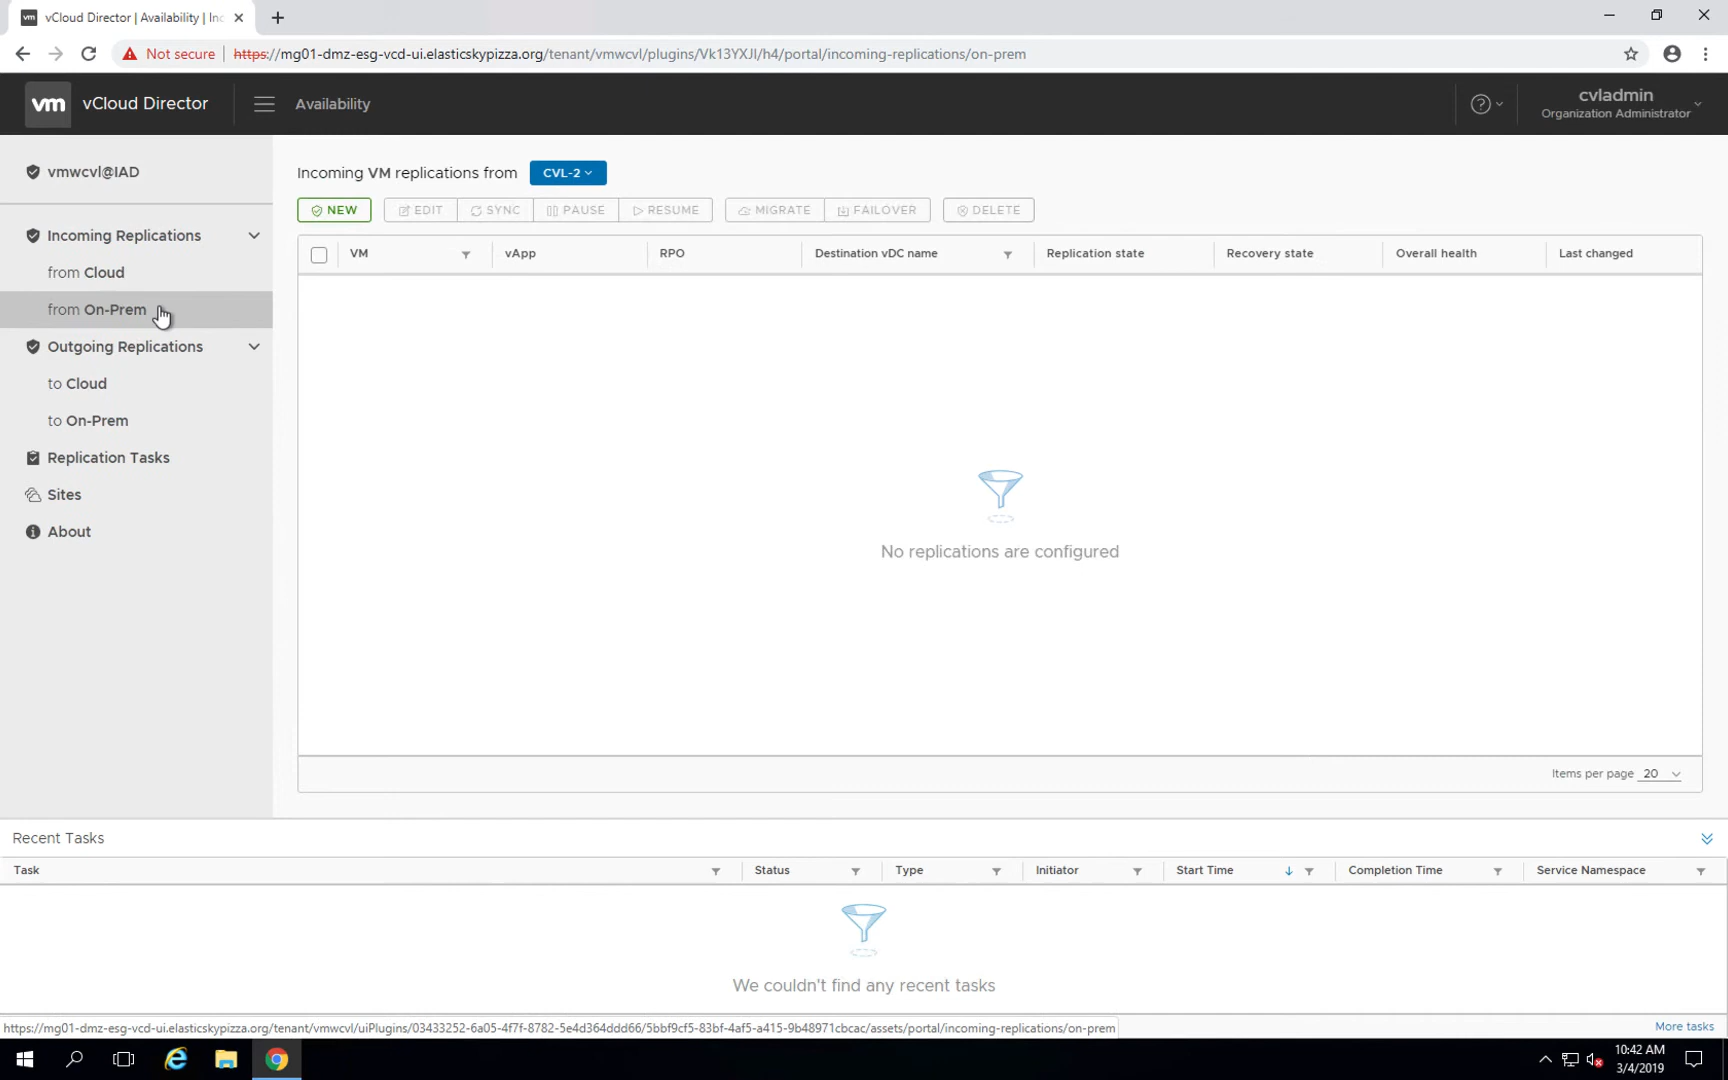 vCloud Director | Availability | Inc
Not secure | https://mg01-dmz-esg-vcd-ui.elasticskypizza.org/tenant/vmwcvl/plugins/Vk13YXJl/h4/portal/incoming-replications/on-prem
vm vCloud Director Availability
cvladmin
Organization Administrator
vmwcvl@IAD
Incoming Replications
from Cloud
from On-Prem
Outgoing Replications
to Cloud
to On-Prem
Replication Tasks
Sites
About
Incoming VM replications from CVL-2
NEW EDIT SYNC PAUSE RESUME MIGRATE FAILOVER DELETE
VM vApp RPO Destination vDC name Replication state Recovery state Overall health Last changed
No replications are configured
Items per page 20
Recent Tasks
Task Status Type Initiator Start Time Completion Time Service Namespace
We couldn't find any recent tasks
https://mg01-dmz-esg-vcd-ui.elasticskypizza.org/tenant/vmwcvl/uiPlugins/03433252-6a05-4f7f-8782-5e4d364ddd66/5bbf9cf5-83bf-4af5-a415-9b48971cbcac/assets/portal/incoming-replications/on-prem
More tasks
10:42 AM
3/4/2019